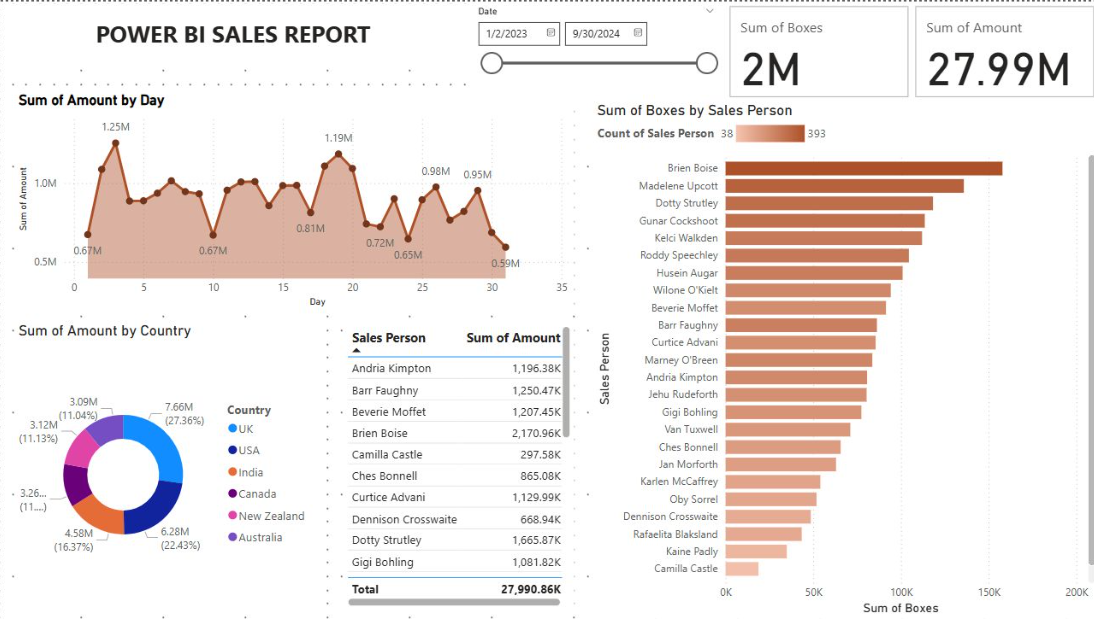 POWER BI SALES REPORT
Date
1/2/2023
9/30/2024
Sum of Boxes
2M
Sum of Amount
27.99M
Sum of Amount by Day
1.25M
1.19M
0.98M
0.95M
0.67M
0.67M
0.81M
0.72M
0.65M
0.59M
Sum of Amount
1.0M
0.5M
0 5 10 15 20 25 30 35
Day
Sum of Amount by Country
3.09M
(11.04%)
3.12M
(11.13%)
3.26...
(11....)
4.58M
(16.37%)
7.66M
(27.36%)
6.28M
(22.43%)
Country
UK
USA
India
Canada
New Zealand
Australia
Sales Person Sum of Amount
Andria Kimpton 1,196.38K
Barr Faughny 1,250.47K
Beverie Moffet 1,207.45K
Brien Boise 2,170.96K
Camilla Castle 297.58K
Ches Bonnell 865.08K
Curtice Advani 1,129.99K
Dennison Crosswaite 668.94K
Dotty Strutley 1,665.87K
Gigi Bohling 1,081.82K
Total 27,990.86K
Sum of Boxes by Sales Person
Count of Sales Person 38 393
Sales Person
Brien Boise
Madelene Upcott
Dotty Strutley
Gunar Cockshoot
Kelci Walkden
Roddy Speechley
Husein Augar
Wilone O'Kielt
Beverie Moffet
Barr Faughny
Curtice Advani
Marney O'Breen
Andria Kimpton
Jehu Rudeforth
Gigi Bohling
Van Tuxwell
Ches Bonnell
Jan Morforth
Karlen McCaffrey
Oby Sorrel
Dennison Crosswaite
Rafaelita Blaksland
Kaine Padly
Camilla Castle
0K 50K 100K 150K 200K
Sum of Boxes